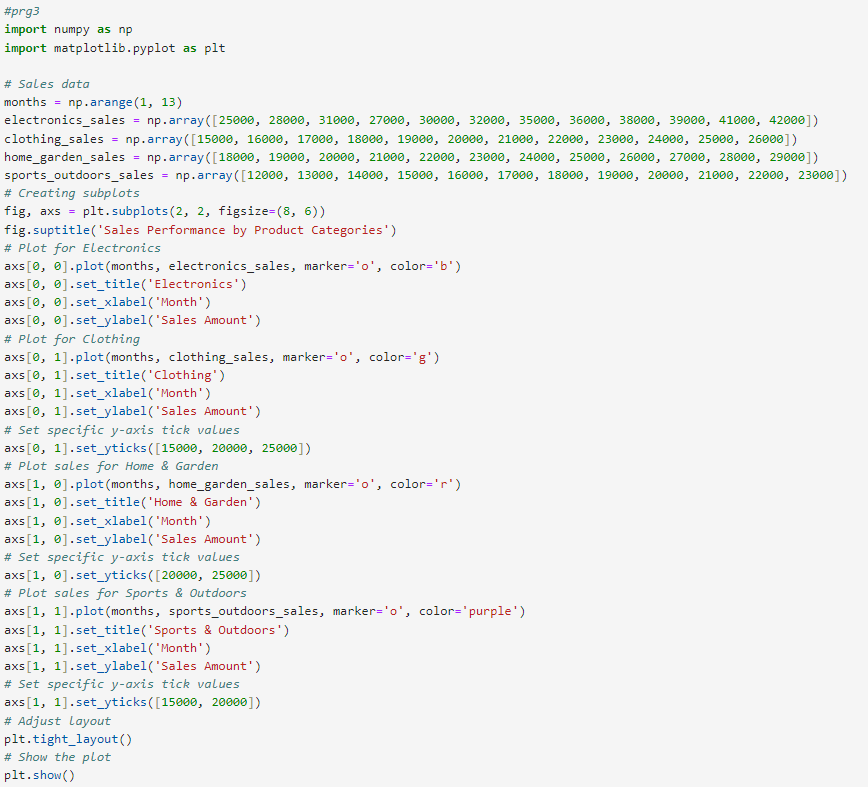 #prg3
import numpy as np
import matplotlib.pyplot as plt
# Sales data
months = np.arange(1, 13)
electronics_sales = np.array([25000, 28000, 31000, 27000, 30000, 32000, 35000, 36000, 38000, 39000, 41000, 42000])
clothing_sales = np.array([15000, 16000, 17000, 18000, 19000, 20000, 21000, 22000, 23000, 24000, 25000, 26000])
home_garden_sales = np.array([18000, 19000, 20000, 21000, 22000, 23000, 24000, 25000, 26000, 27000, 28000, 29000])
sports_outdoors_sales = np.array([12000, 13000, 14000, 15000, 16000, 17000, 18000, 19000, 20000, 21000, 22000, 23000])
# Creating subplots
fig, axs = plt.subplots(2, 2, figsize=(8, 6))
fig.suptitle('Sales Performance by Product Categories')
# Plot for Electronics
axs[0, 0].plot(months, electronics_sales, marker='o', color='b')
axs[0, 0].set_title('Electronics')
axs[0, 0].set_xlabel('Month')
axs[0, 0].set_ylabel('Sales Amount')
# Plot for Clothing
axs[0, 1].plot(months, clothing_sales, marker='o', color='g')
axs[0, 1].set_title('Clothing')
axs[0, 1].set_xlabel('Month')
axs[0, 1].set_ylabel('Sales Amount')
# Set specific y-axis tick values
axs[0, 1].set_yticks([15000, 20000, 25000])
# Plot sales for Home & Garden
axs[1, 0].plot(months, home_garden_sales, marker='o', color='r')
axs[1, 0].set_title('Home & Garden')
axs[1, 0].set_xlabel('Month')
axs[1, 0].set_ylabel('Sales Amount')
# Set specific y-axis tick values
axs[1, 0].set_yticks([20000, 25000])
# Plot sales for Sports & Outdoors
axs[1, 1].plot(months, sports_outdoors_sales, marker='o', color='purple')
axs[1, 1].set_title('Sports & Outdoors')
axs[1, 1].set_xlabel('Month')
axs[1, 1].set_ylabel('Sales Amount')
# Set specific y-axis tick values
axs[1, 1].set_yticks([15000, 20000])
# Adjust layout
plt.tight_layout()
# Show the plot
plt.show()